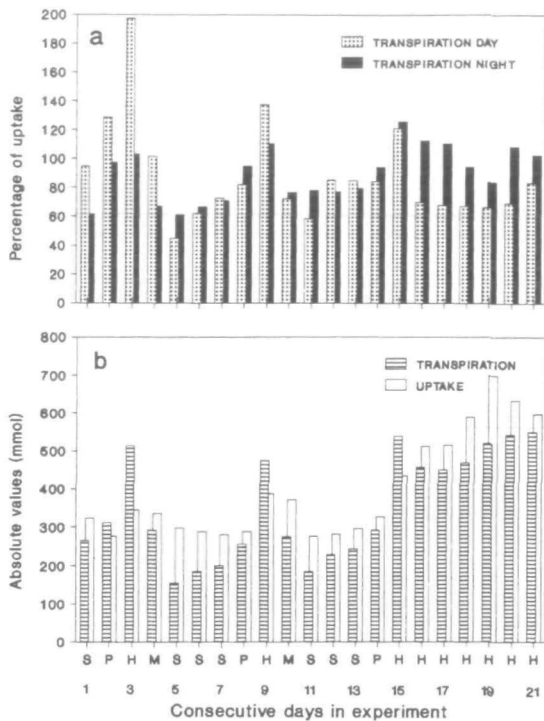 a
TRANSPIRATION DAY
TRANSPIRATION NIGHT
Percentage of uptake
200
180
160
140
120
100
80
60
40
20
0
b
TRANSPIRATION
UPTAKE
Absolute values (mmol)
800
700
600
500
400
300
200
100
0
S P H M S S S P H M S S S P H H H H H H H
1 3 5 7 9 11 13 15 17 19 21
Consecutive days in experiment